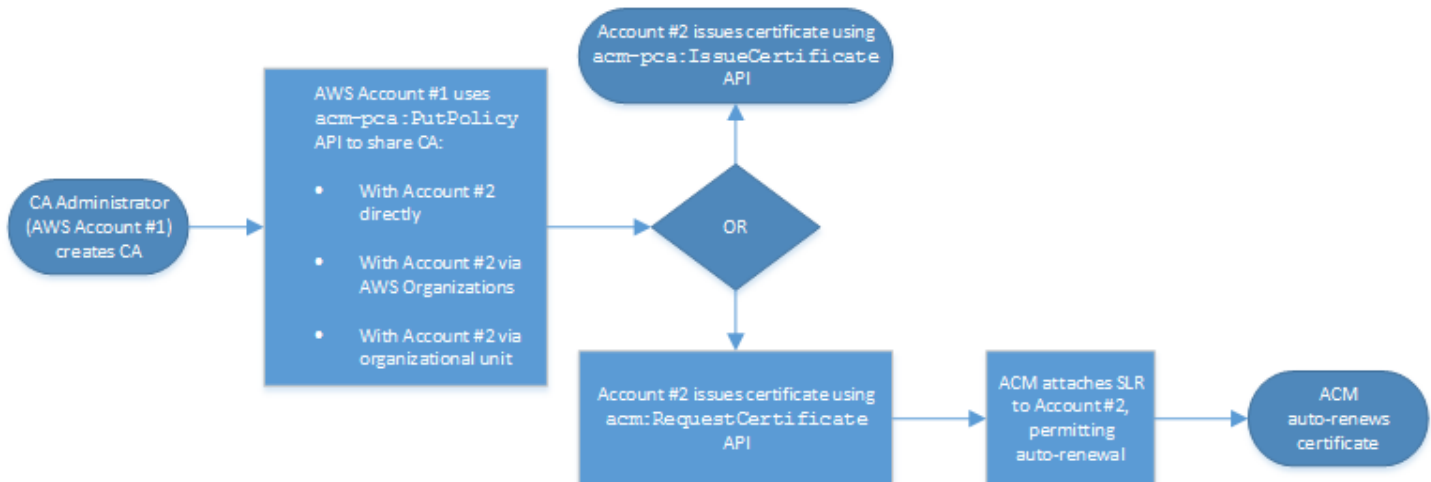 CA Administrator
(AWS Account #1)
creates CA
AWS Account #1 uses
acm-pca:PutPolicy
API to share CA:
• With Account #2
directly
• With Account #2 via
AWS Organizations
• With Account #2 via
organizational unit
OR
Account #2 issues certificate using
acm-pca:IssueCertificate
API
Account #2 issues certificate using
acm:RequestCertificate
API
ACM attaches SLR
to Account #2,
permitting
auto-renewal
ACM
auto-renews
certificate